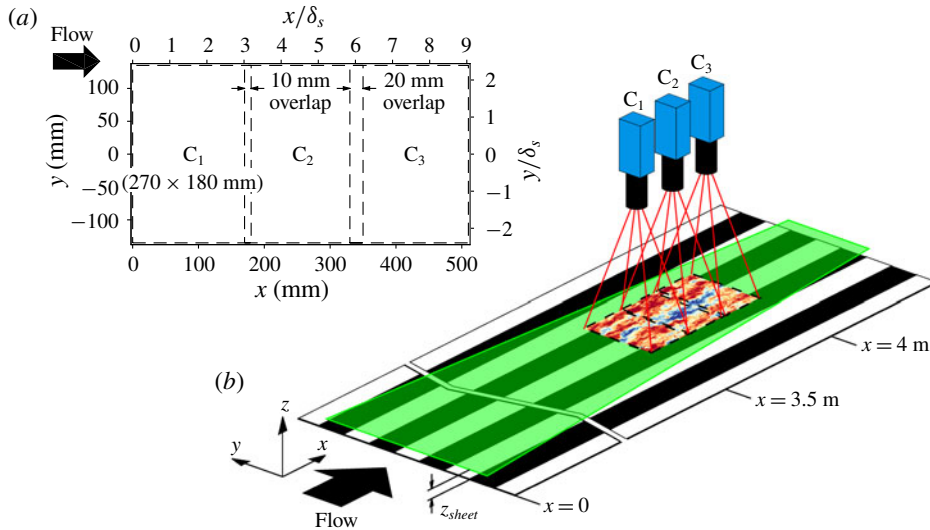 (a)
x/δs
Flow
0 1 2 3 4 5 6 7 8 9
100
50
0
−50
−100
y (mm)
10 mm
overlap
20 mm
overlap
C1
C2
C3
(270 × 180 mm)
2
1
0
−1
−2
y/δs
0 100 200 300 400 500
x (mm)
C1
C2
C3
(b)
z
y
x
Flow
zsheet
x = 0
x = 3.5 m
x = 4 m